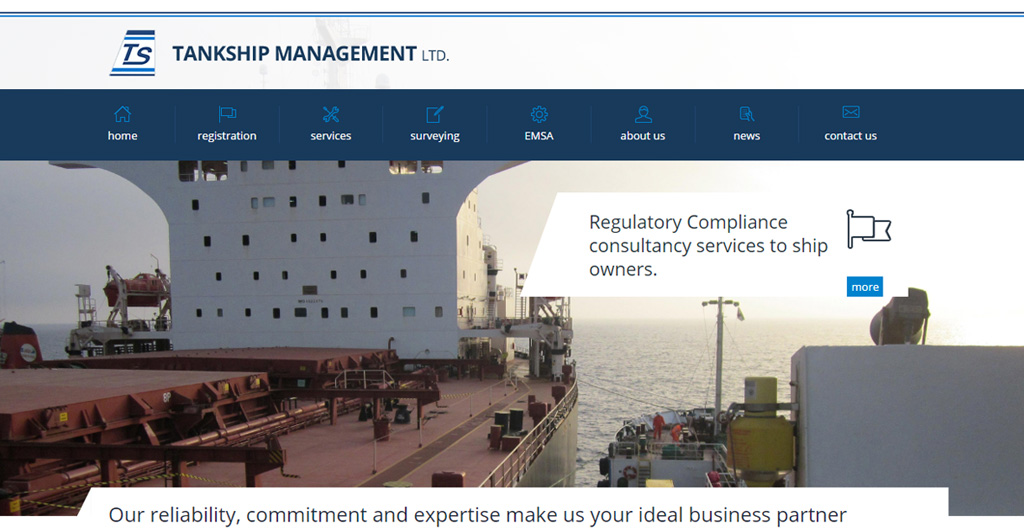 TS
TANKSHIP MANAGEMENT LTD.
home registration services surveying EMSA about us news contact us
Regulatory Compliance
consultancy services to ship
owners.
more
BP
Our reliability, commitment and expertise make us your ideal business partner